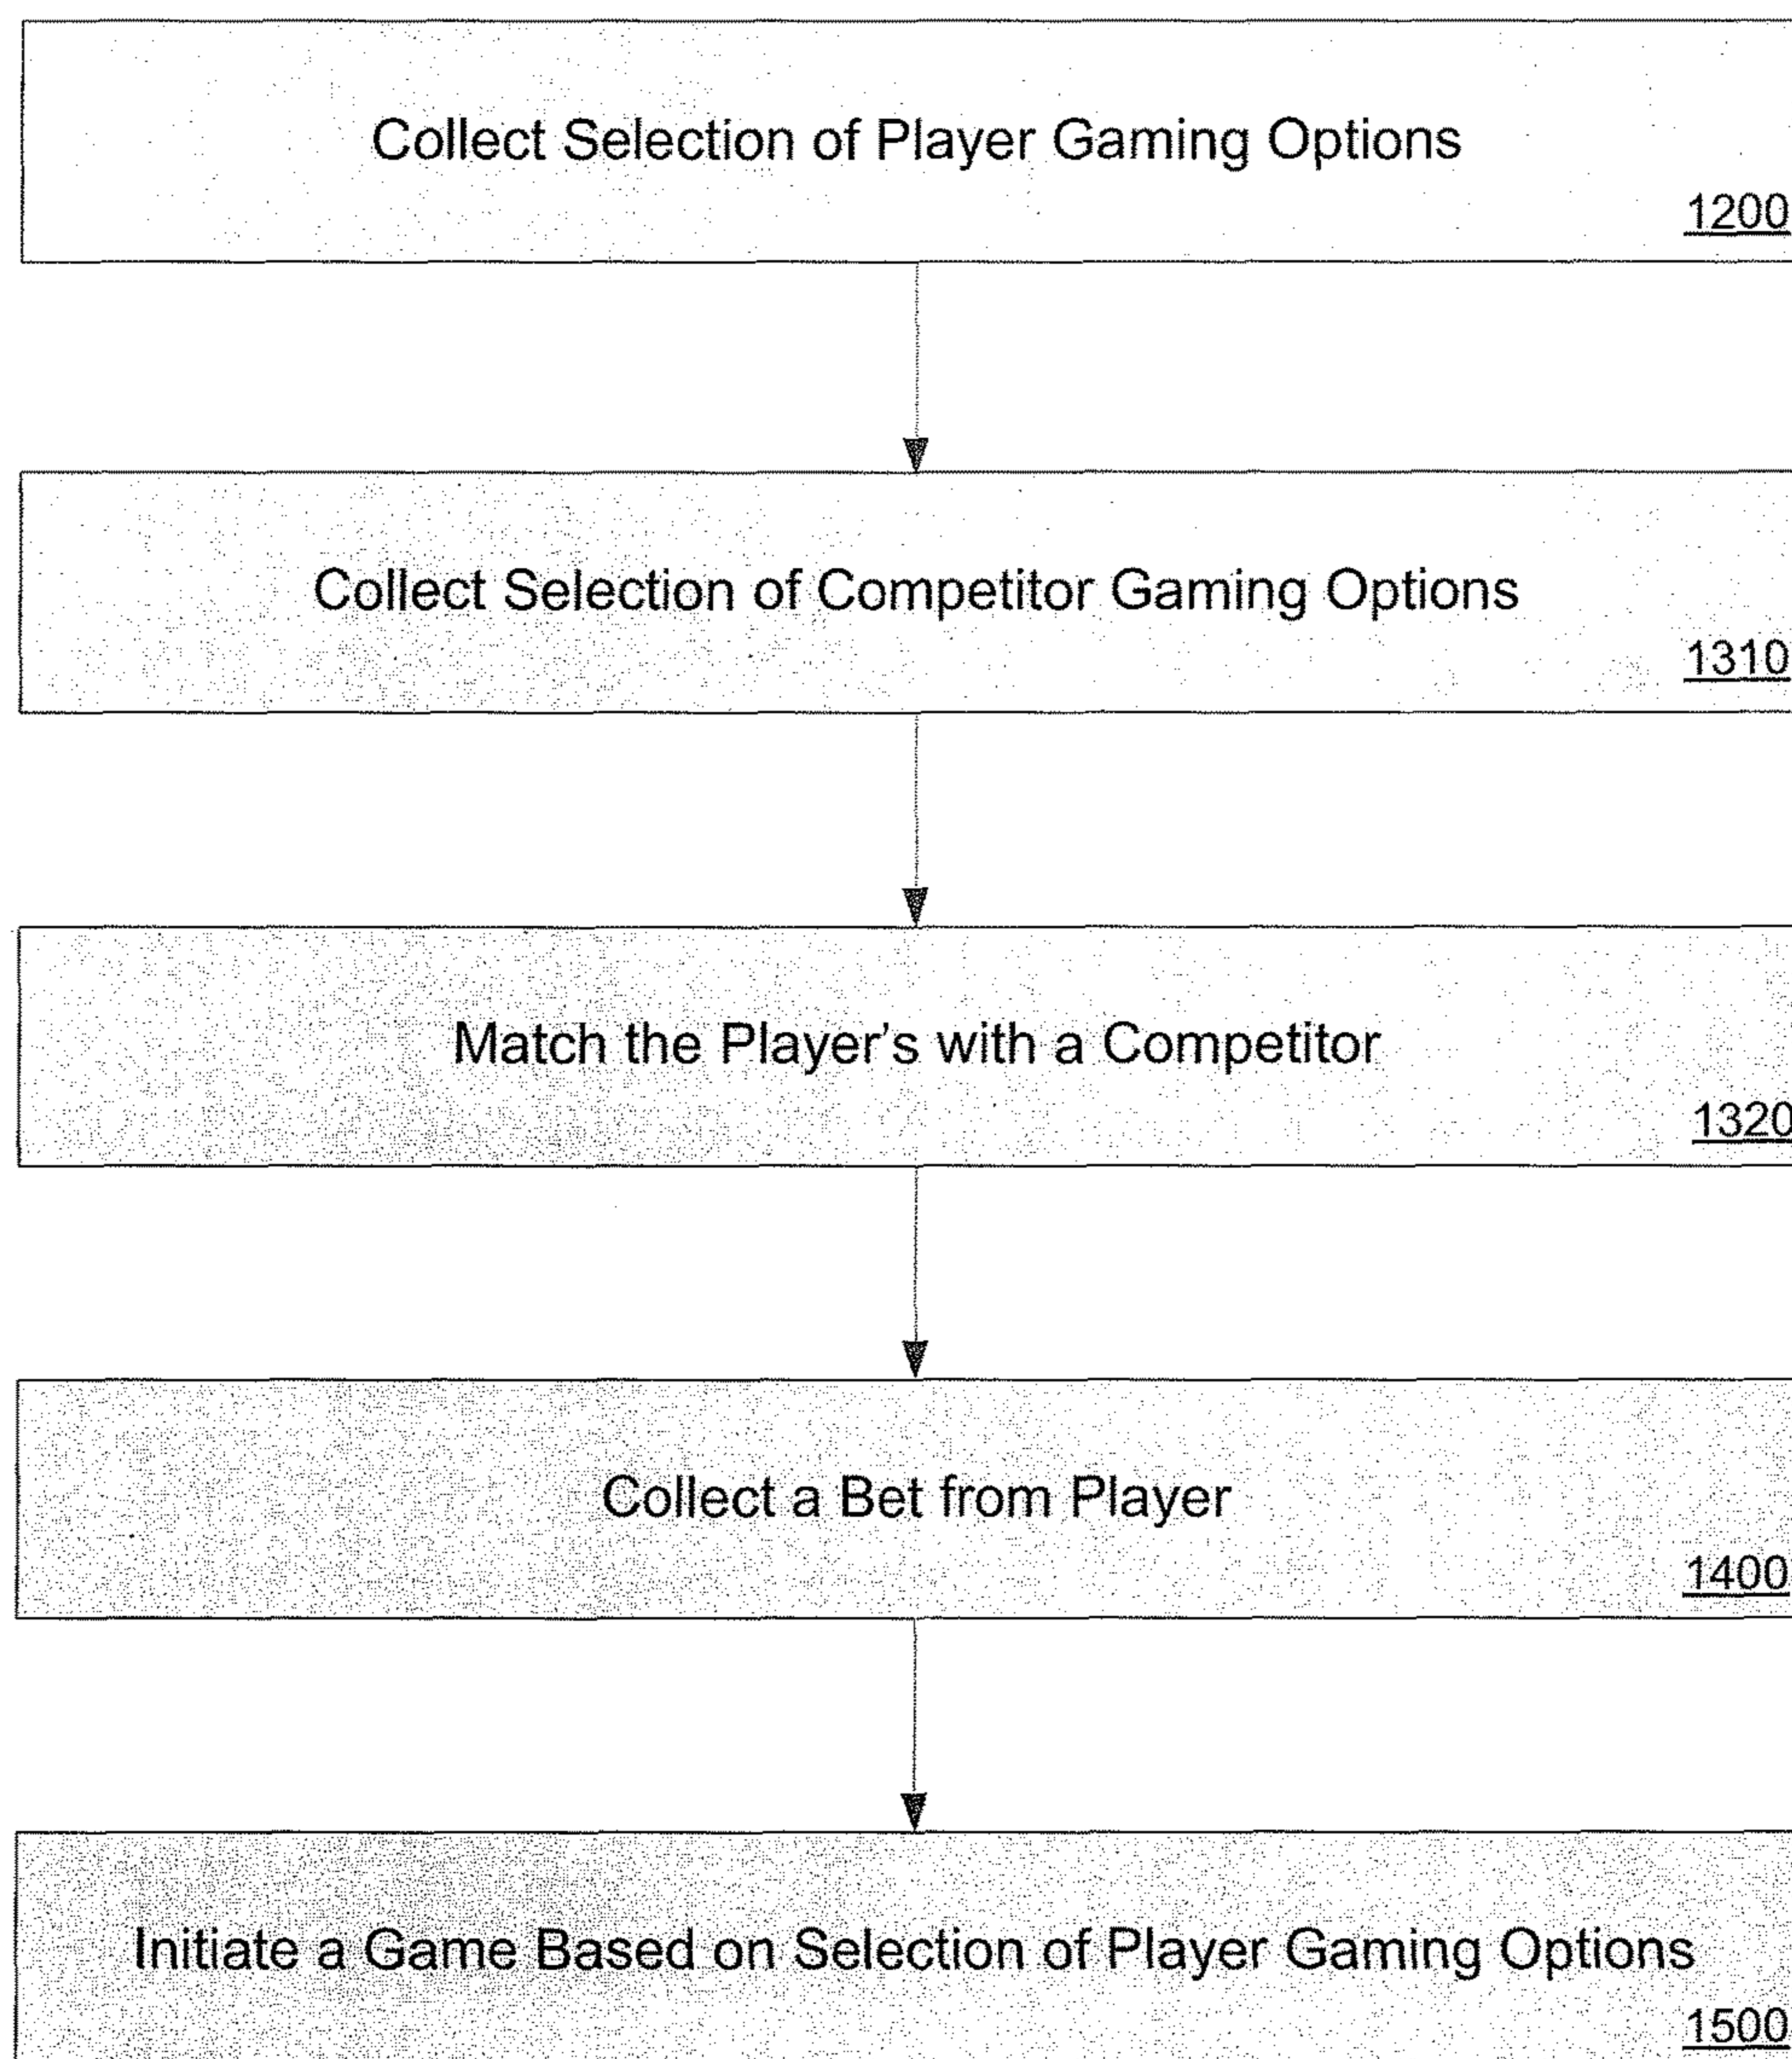 Collect Selection of Player Gaming Options
1200
Collect Selection of Competitor Gaming Options
1310
Match the Player's with a Competitor
1320
Collect a Bet from Player
1400
Initiate a Game Based on Selection of Player Gaming Options
1500